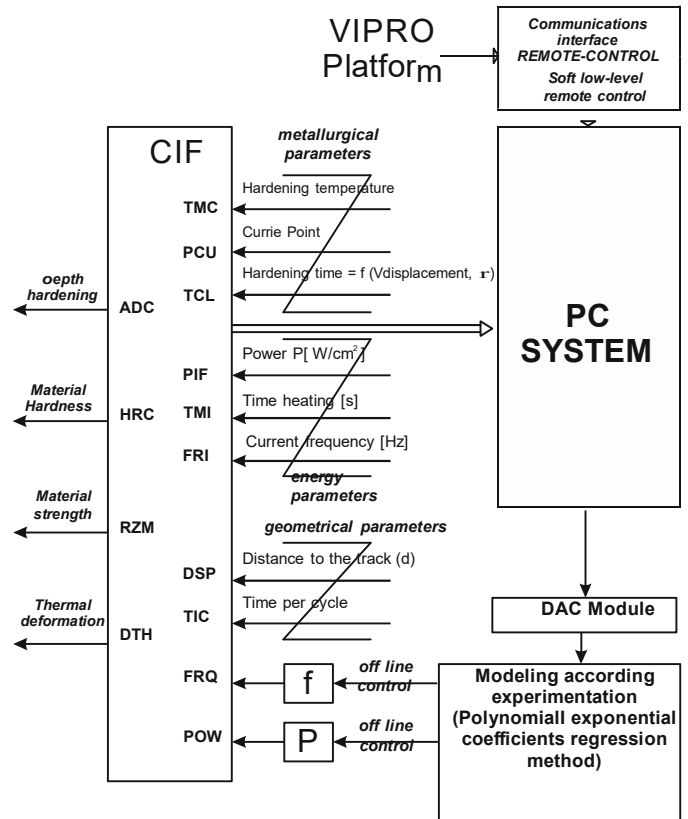 VIPRO
Platform
Communications
interface
REMOTE-CONTROL
Soft low-level
remote control
CIF
metallurgical
parameters
TMC
Hardening temperature
PCU
Currie Point
TCL
Hardening time = f (Vdisplacement, r)
oepth
hardening
ADC
PC
SYSTEM
PIF
Power P[ W/cm²]
Material
Hardness
HRC
TMI
Time heating [s]
FRI
Current frequency [Hz]
energy
parameters
Material
strength
RZM
geometrical parameters
DSP
Distance to the track (d)
Thermal
deformation
DTH
TIC
Time per cycle
DAC Module
FRQ
f
off line
control
POW
P
off line
control
Modeling according
experimentation
(Polynomiall exponential
coefficients regression
method)